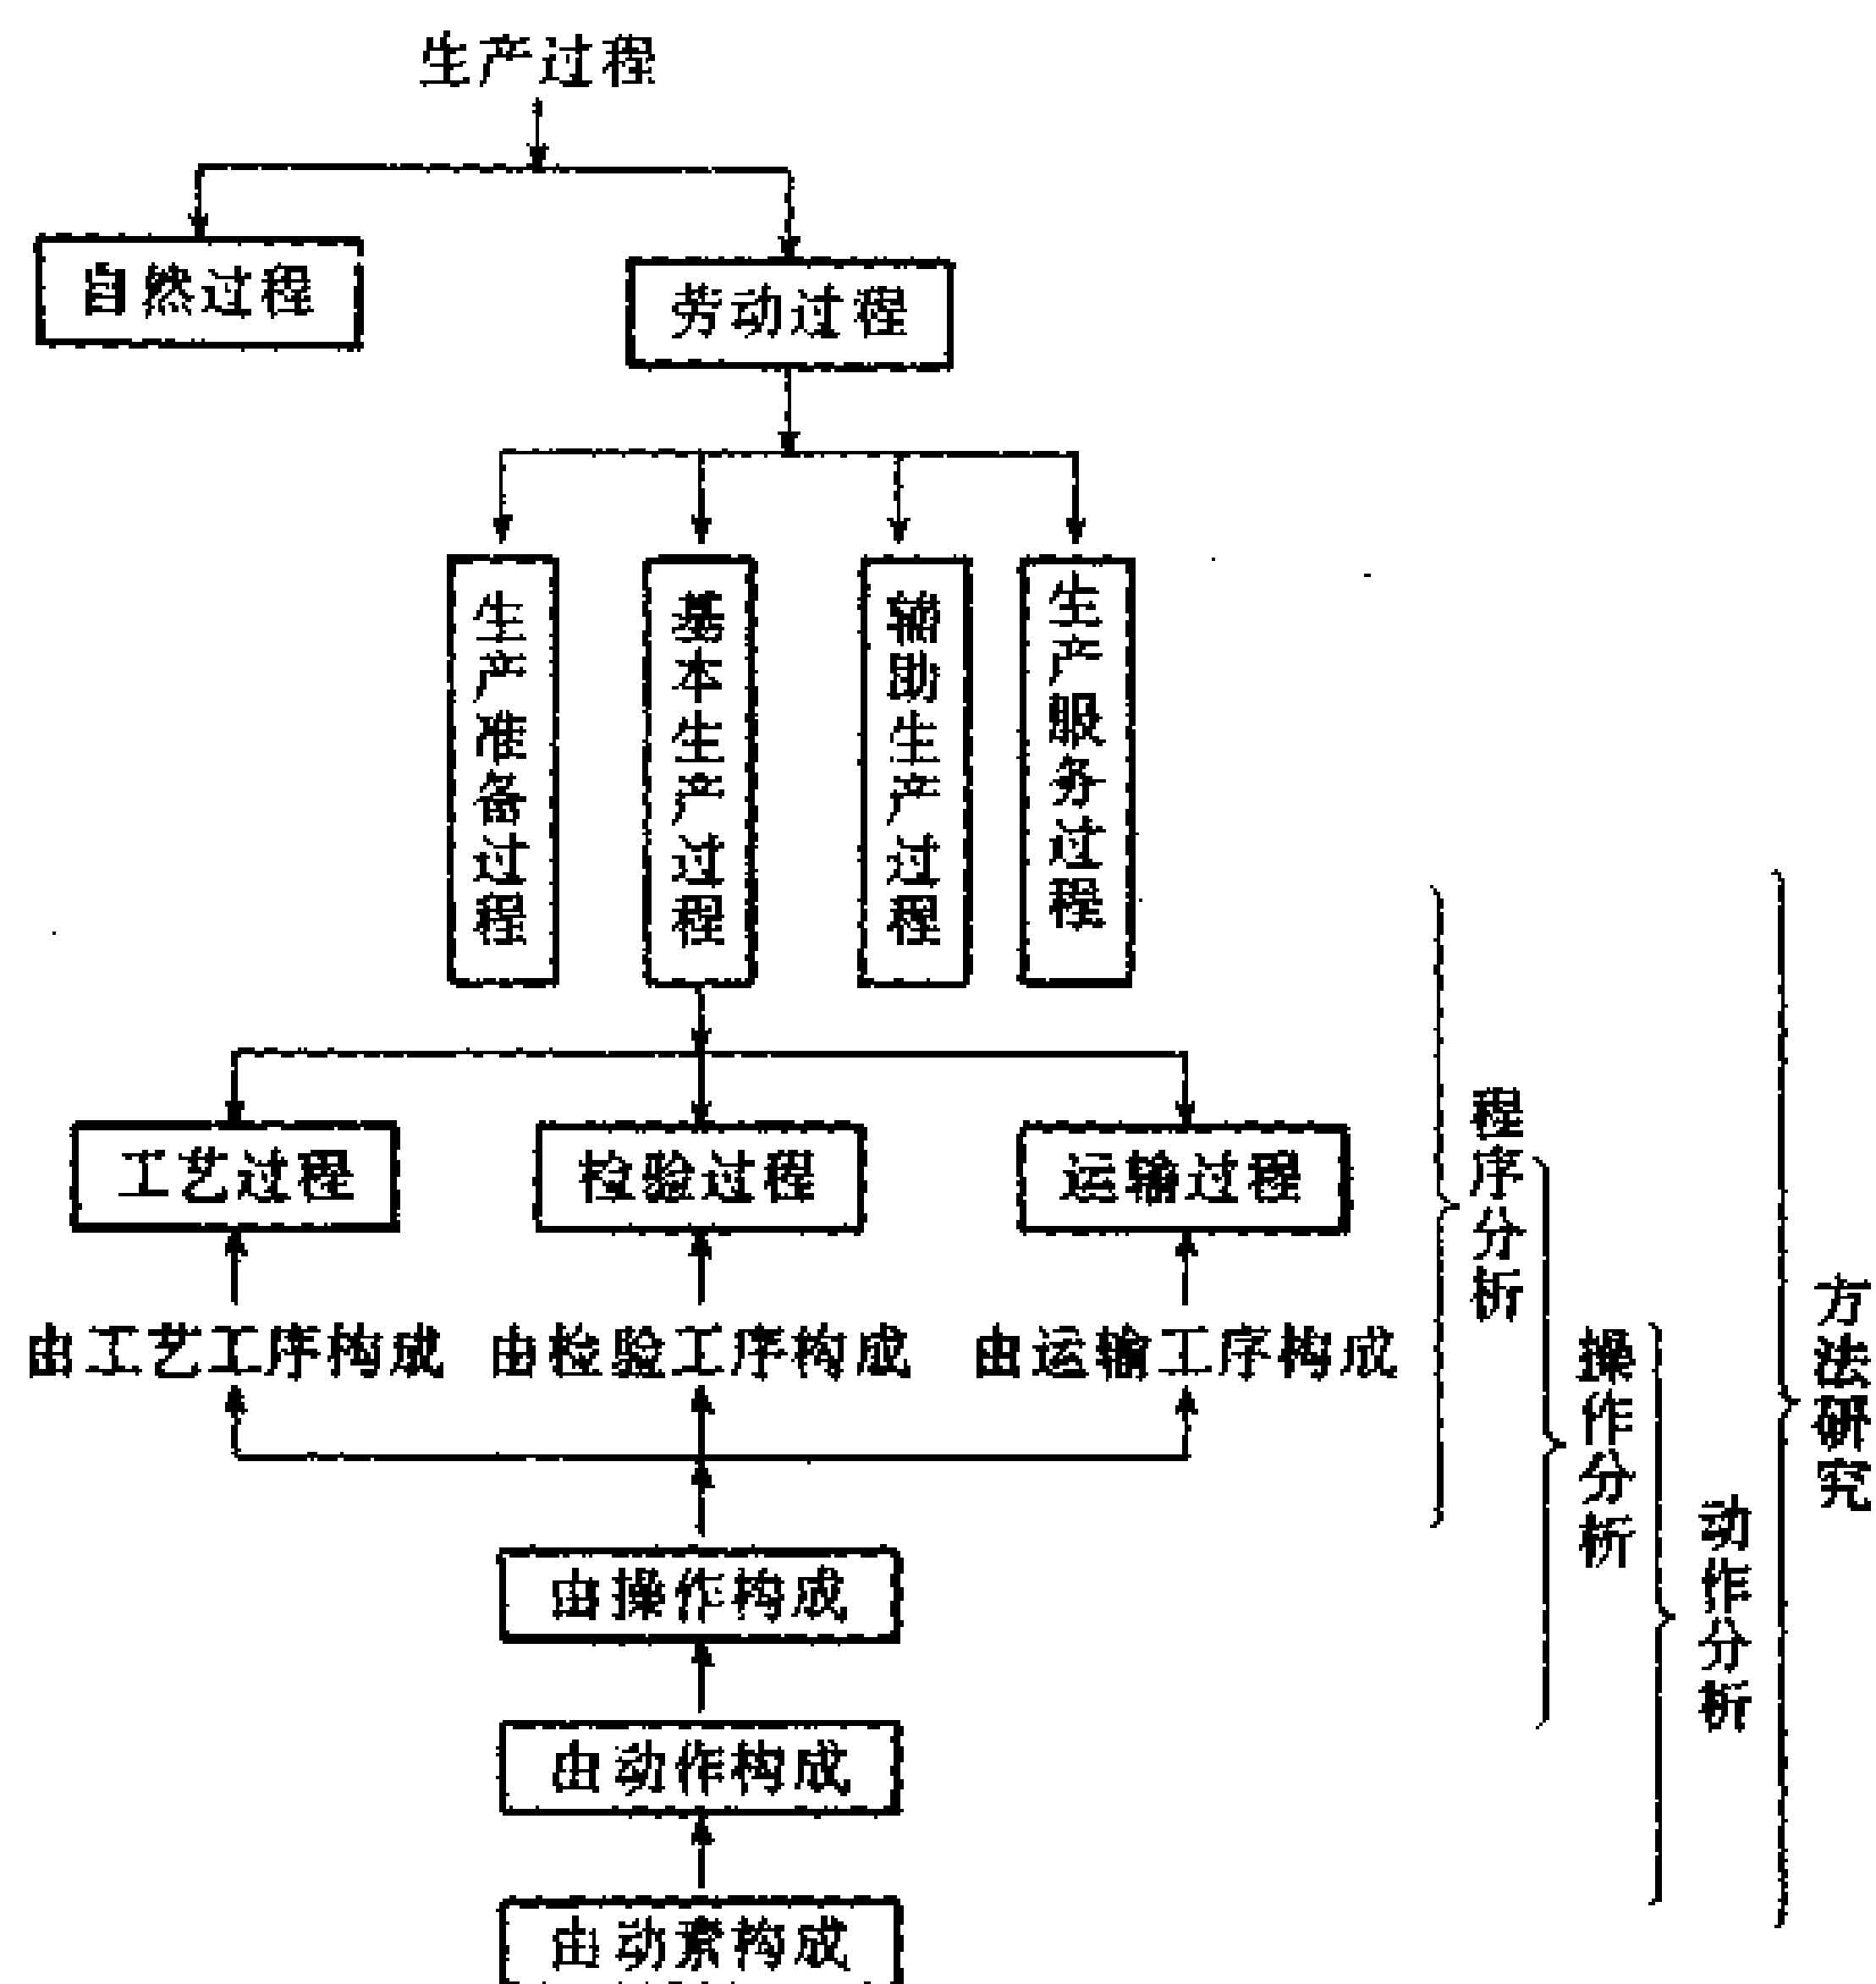 生产过程
自然过程
劳动过程
生产准备过程
基本生产过程
辅助生产过程
生产服务过程
工艺过程
检验过程
运输过程
由工艺工序构成
由检验工序构成
由运输工序构成
由操作构成
由动作构成
由动素构成
程序分析
操作分析
动作分析
方法研究